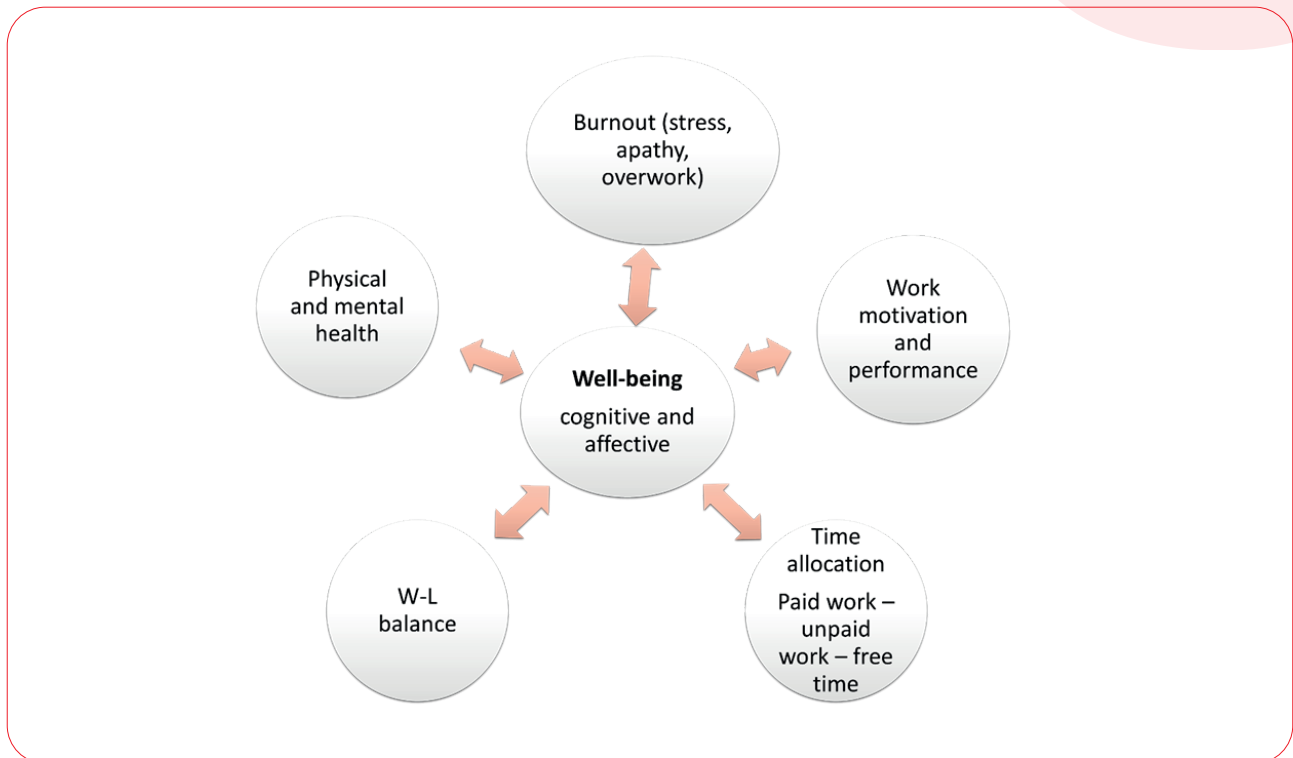 Burnout (stress,
apathy,
overwork)
Physical
and mental
health
Work
motivation
and
performance
Well-being
cognitive and
affective
W-L
balance
Time
allocation
Paid work –
unpaid
work – free
time